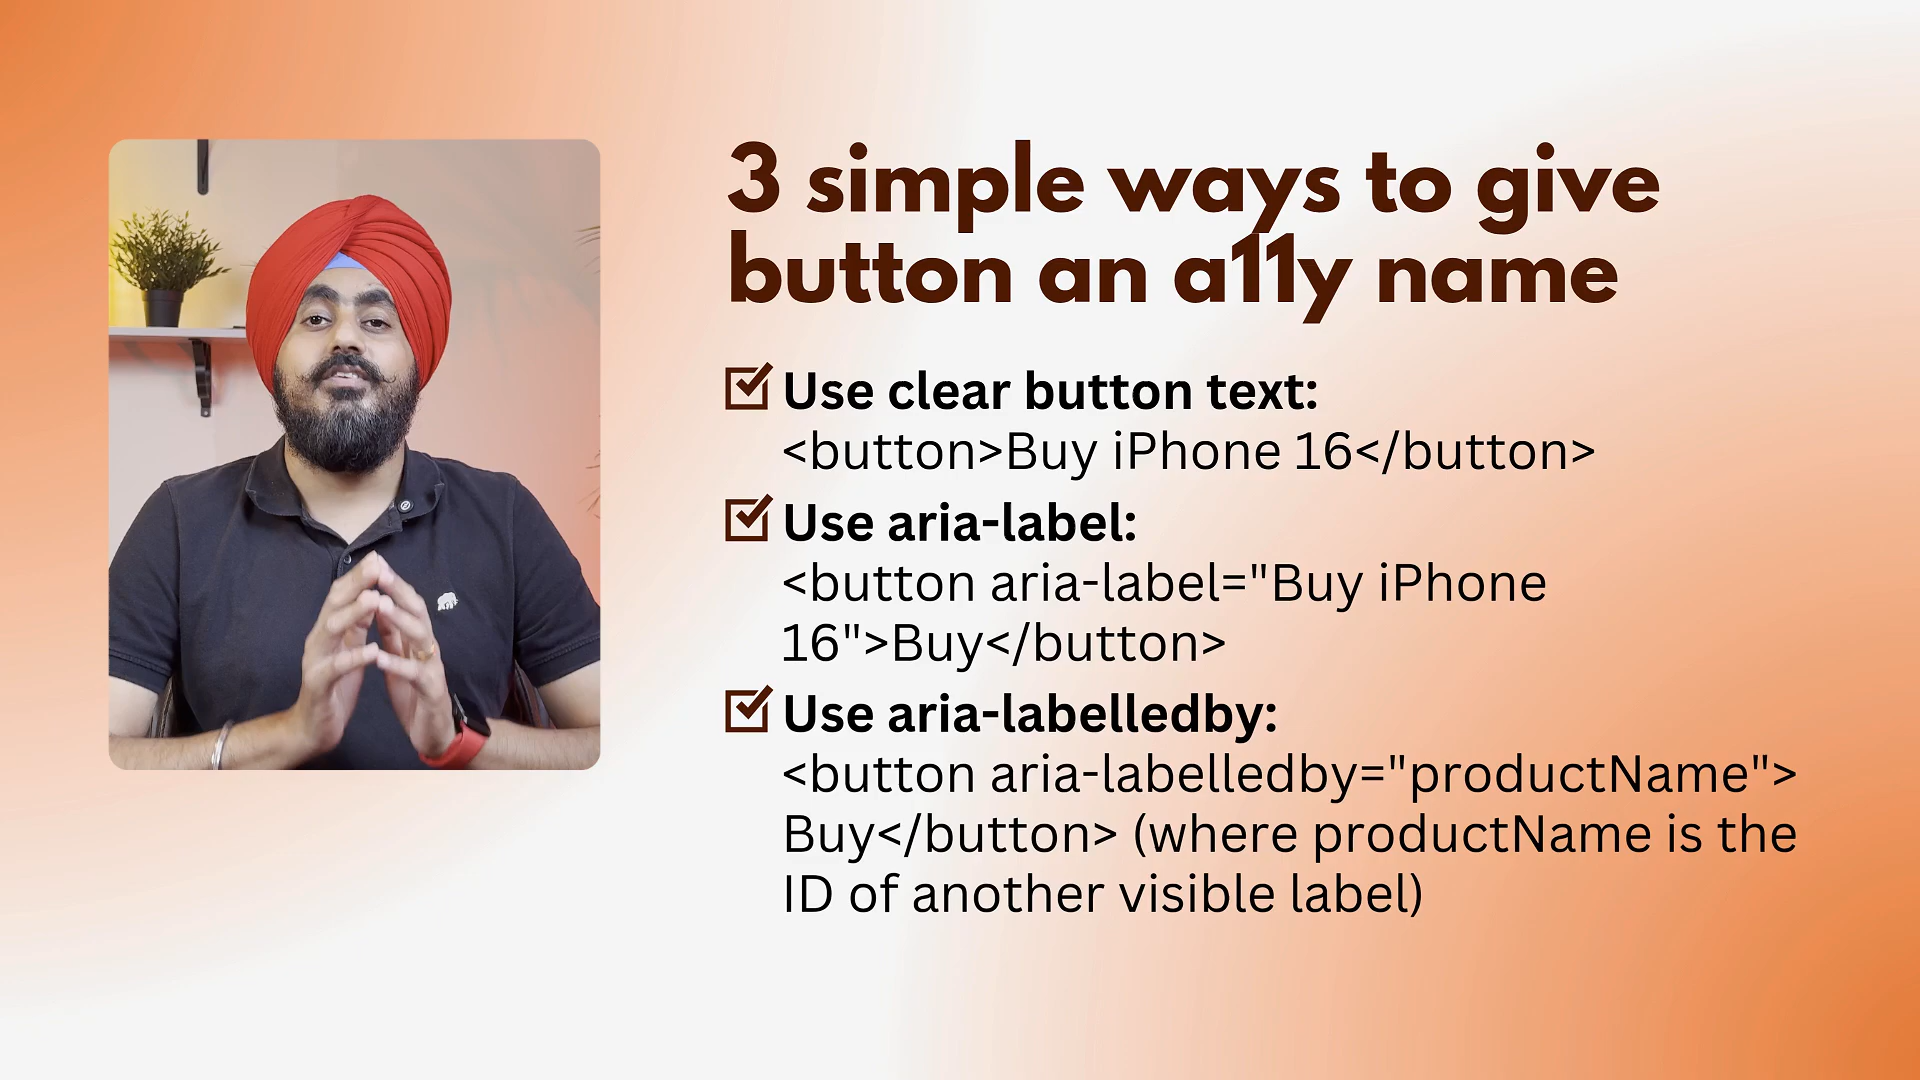 3 simple ways to give
button an a11y name
Use clear button text:
<button>Buy iPhone 16</button>
Use aria-label:
<button aria-label="Buy iPhone
16">Buy</button>
Use aria-labelledby:
<button aria-labelledby="productName">
Buy</button> (where productName is the
ID of another visible label)